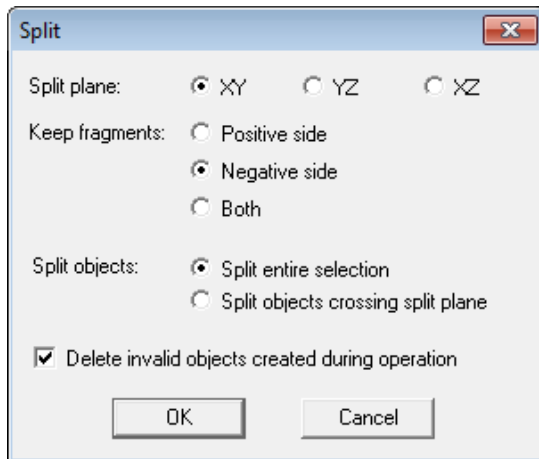 Split
Split plane: XY YZ XZ
Keep fragments: Positive side
Negative side
Both
Split objects: Split entire selection
Split objects crossing split plane
Delete invalid objects created during operation
OK Cancel